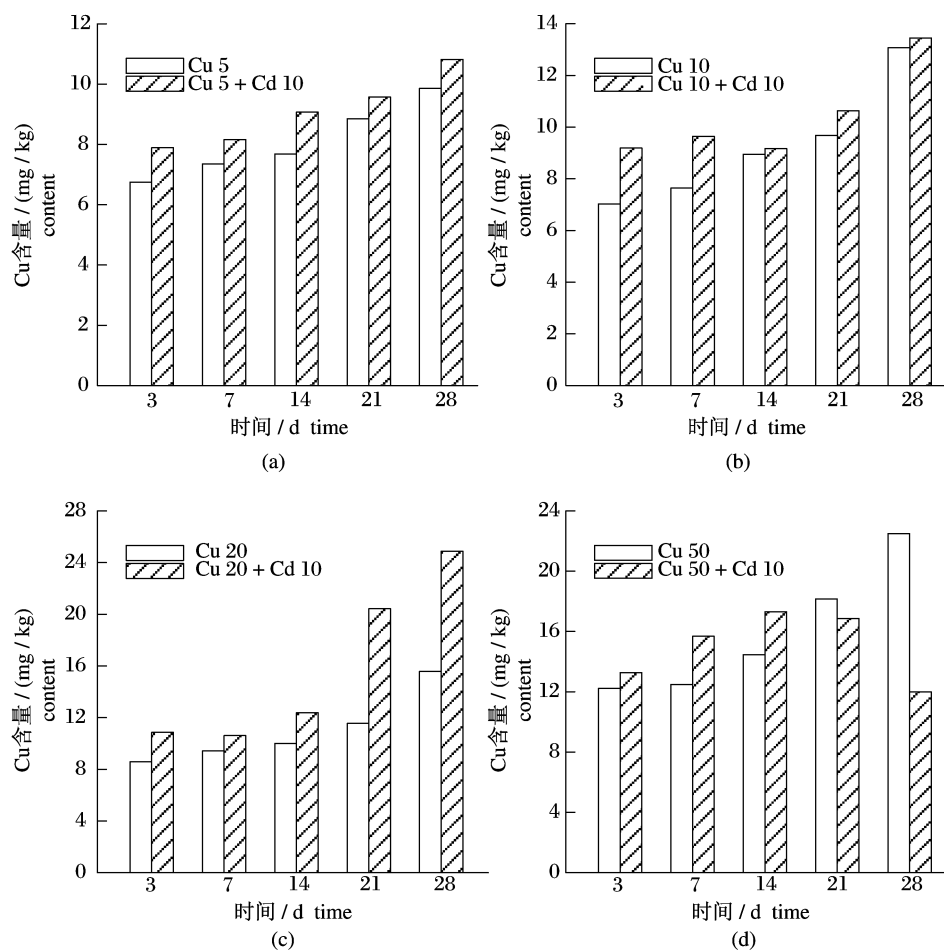 12
10
8
6
4
2
0
Cu含量 / (mg / kg)
content
Cu 5
Cu 5 + Cd 10
3 7 14 21 28
时间 / d time
(a)
14
12
10
8
6
4
2
0
Cu含量 / (mg / kg)
content
Cu 10
Cu 10 + Cd 10
3 7 14 21 28
时间 / d time
(b)
28
24
20
16
12
8
4
0
Cu含量 / (mg / kg)
content
Cu 20
Cu 20 + Cd 10
3 7 14 21 28
时间 / d time
(c)
24
20
16
12
8
4
0
Cu含量 / (mg / kg)
content
Cu 50
Cu 50 + Cd 10
3 7 14 21 28
时间 / d time
(d)